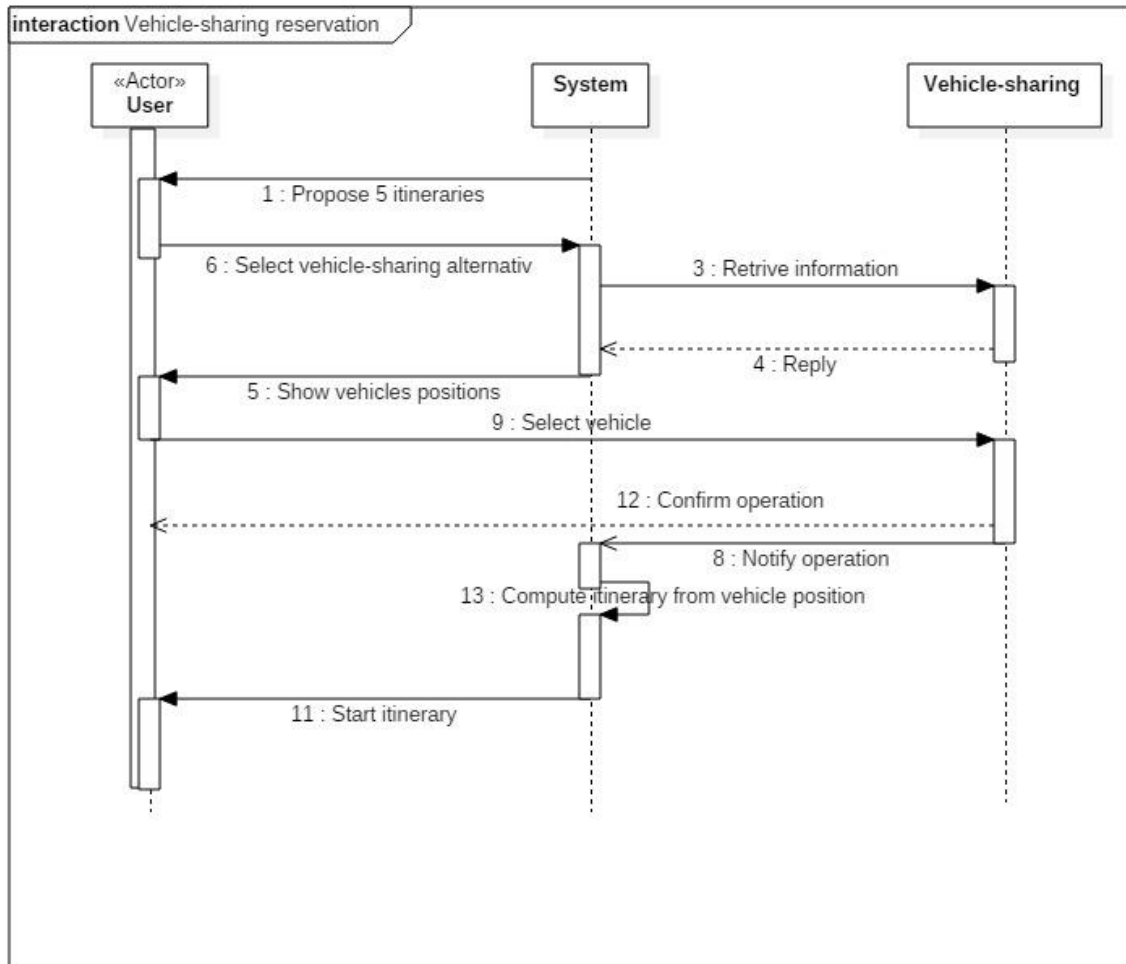 interaction Vehicle-sharing reservation
«Actor»
User
System
Vehicle-sharing
1 : Propose 5 itineraries
6 : Select vehicle-sharing alternativ
3 : Retrive information
4 : Reply
5 : Show vehicles positions
9 : Select vehicle
12 : Confirm operation
8 : Notify operation
13 : Compute itinerary from vehicle position
11 : Start itinerary